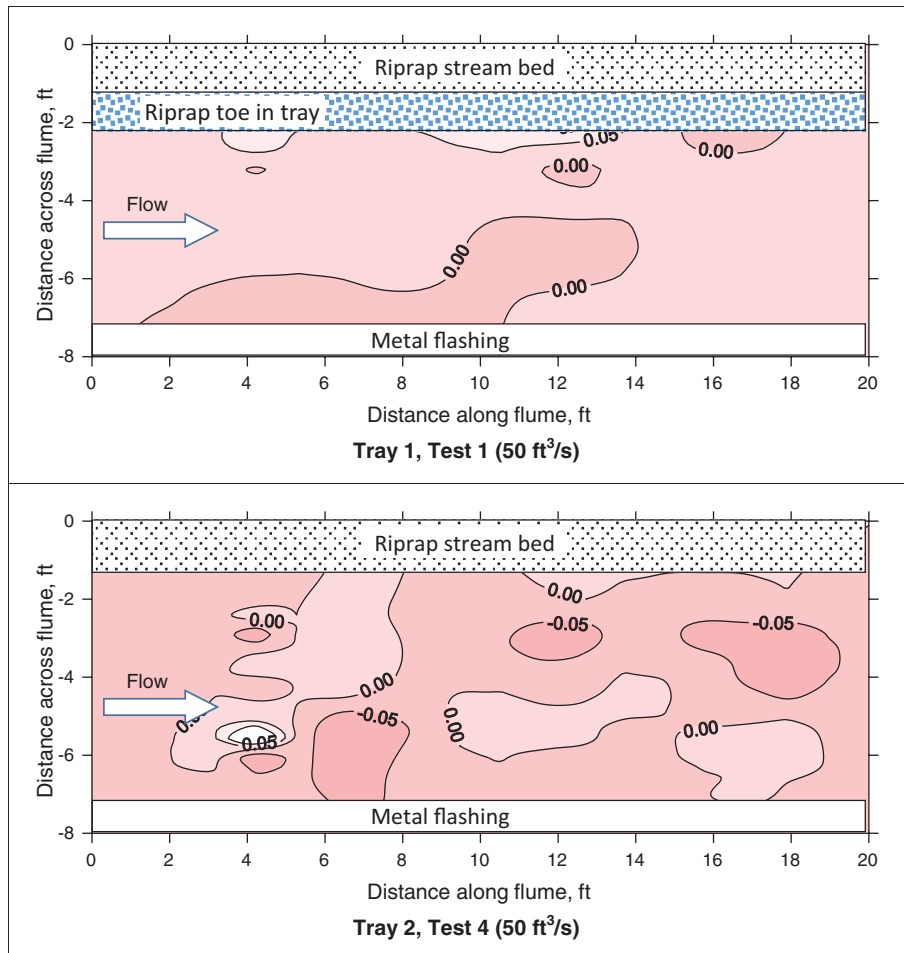 0
Riprap stream bed
Riprap toe in tray
-2
0.05
0.00
0.00
-4
Flow
0.00
-6
0.00
Metal flashing
-8
0 2 4 6 8 10 12 14 16 18 20
Distance across flume, ft
Distance along flume, ft
Tray 1, Test 1 (50 ft³/s)
0
Riprap stream bed
0.00
-2
0.00
-0.05
-0.05
-4
0.00
Flow
-0.05
0.00
0.00
0.05
-6
Metal flashing
-8
0 2 4 6 8 10 12 14 16 18 20
Distance across flume, ft
Distance along flume, ft
Tray 2, Test 4 (50 ft³/s)